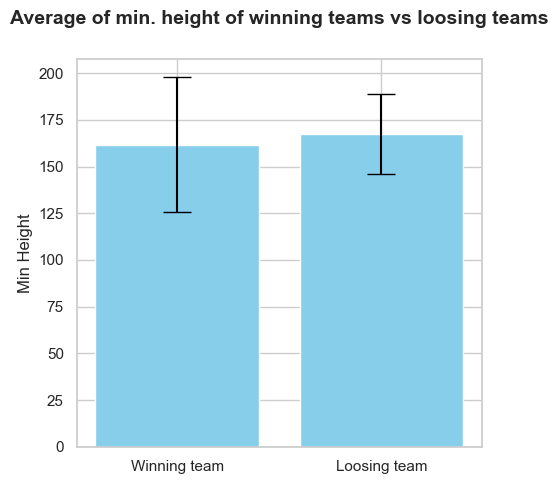 Average of min. height of winning teams vs loosing teams
200
175
150
125
100
75
50
25
0
Min Height
Winning team
Loosing team